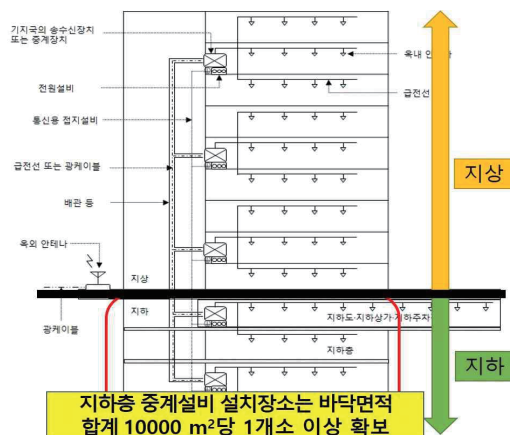 기지국의 송수신장치
또는 중계장치
옥내
전원설비
급전선
통신용 접지설비
급전선 또는 광케이블
지상
배관 등
옥외 안테나
지상
지하
광케이블
지하도·지하상가·지하주차
지하층
지하
지하층 중계설비 설치장소는 바닥면적
합계 10000 m²당 1개소 이상 확보